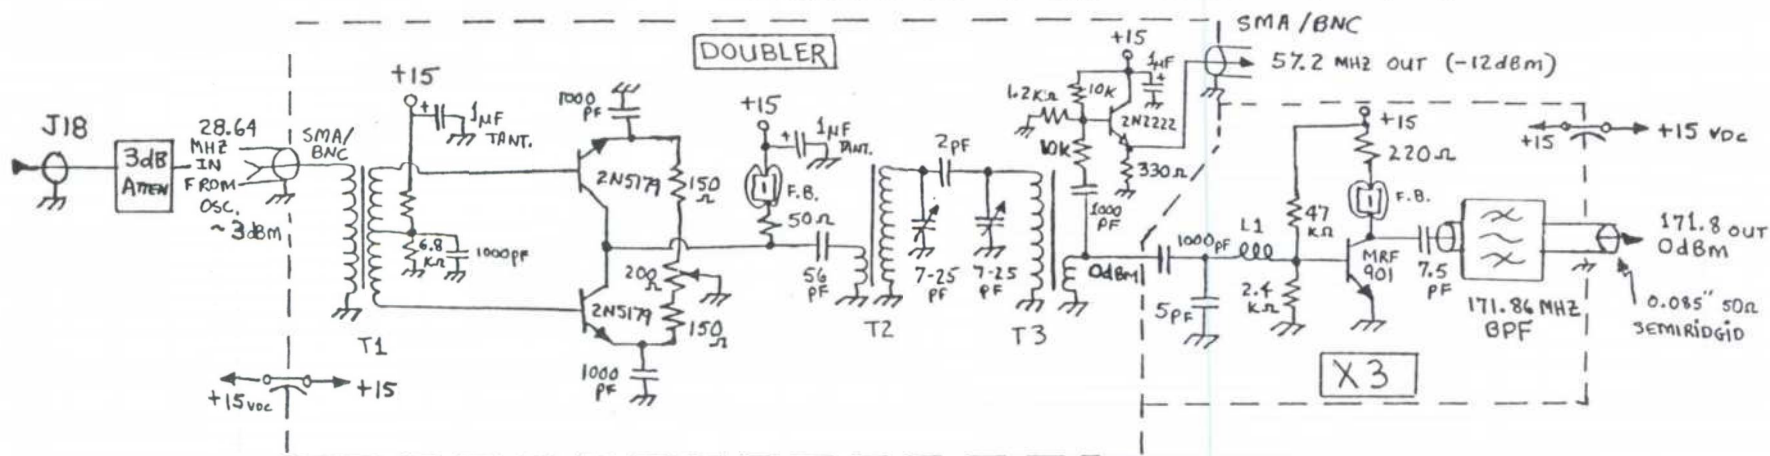 DOUBLER
SMA/BNC
57.2 MHZ OUT (-12dBm)
J18
3dB
ATTEN
28.64
MHZ
IN
FROM
OSC.
~3dBm
SMA/
BNC
+15
1µF
TANT.
6.8
KΩ
1000PF
T1
+15VDC
+15
1000
PF
2N5179
150
Ω
200
Ω
2N5179
150
Ω
1000
PF
+15
1µF
TANT.
F.B.
50Ω
56
PF
T2
2PF
7-25
PF
7-25
PF
T3
+15
1µF
1.2KΩ
10K
2N2222
10K
330Ω
1000
PF
0dBm
1000PF
L1
5PF
47
KΩ
2.4
KΩ
+15
220Ω
F.B.
MRF
901
7.5
PF
171.86 MHZ
BPF
+15
+15 VDC
171.8 OUT
0dBm
0.085" 50Ω
SEMIRIDGID
X3